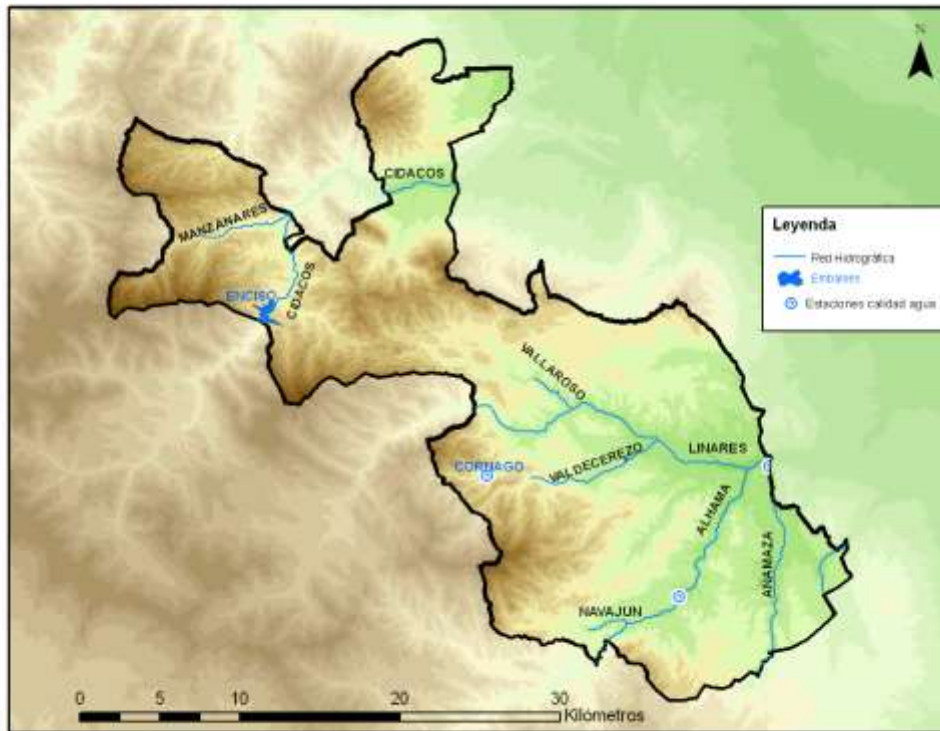 N
CIDACOS
MANZANARES
Leyenda
Red Hidrográfica
Embalses
Estaciones calidad agua
ENCISO
CIDACOS
VALLAROSO
LINARES
VALDECEREZO
CORNAGO
ALHAMA
AÑAMAZA
NAVAJUN
0 5 10 20 30
Kilómetros